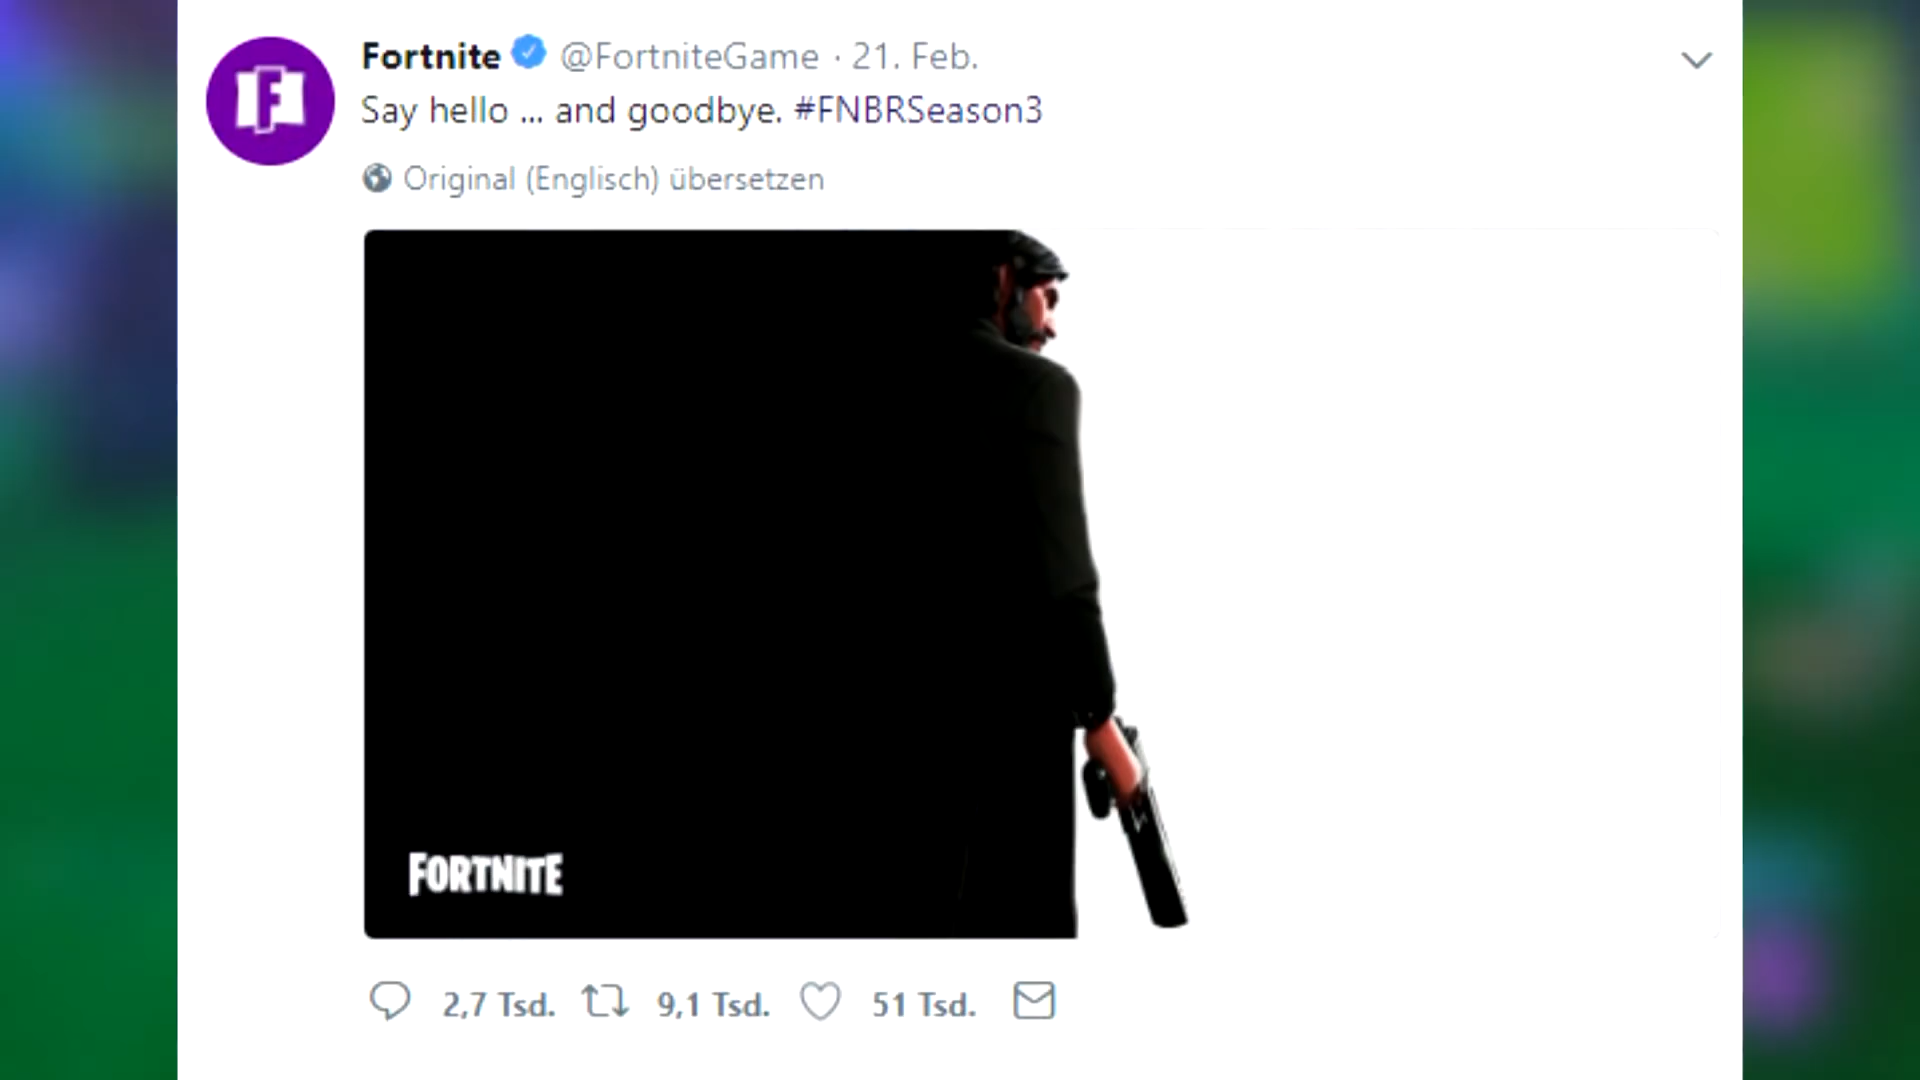 Fortnite @FortniteGame · 21. Feb.
Say hello ... and goodbye. #FNBRSeason3
Original (Englisch) übersetzen
FORTNITE
2,7 Tsd. 9,1 Tsd. 51 Tsd.